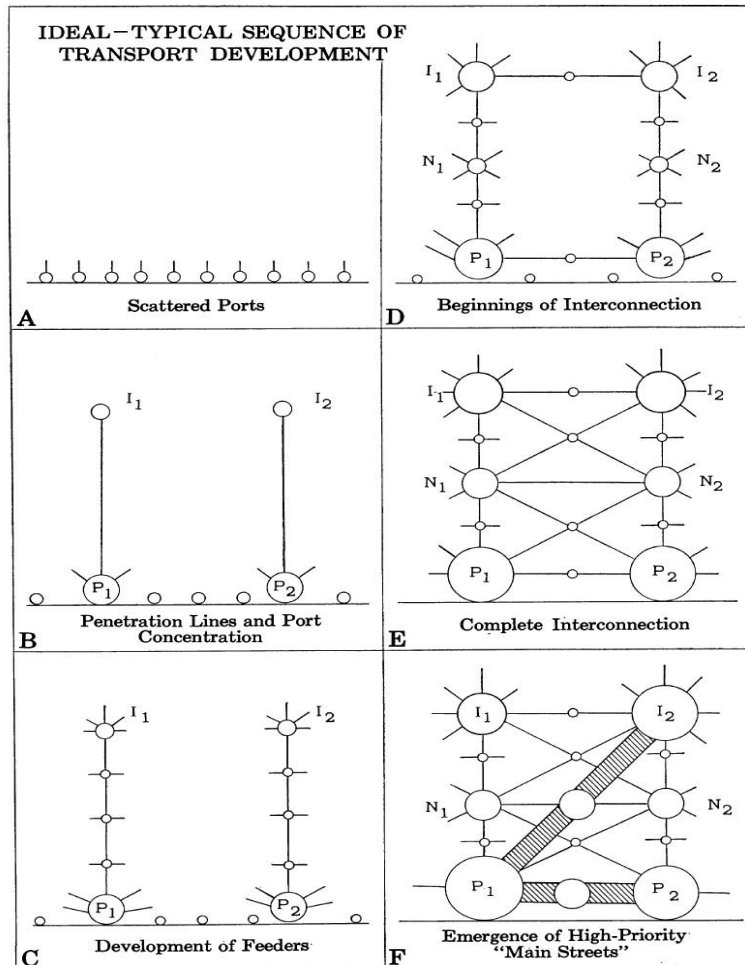 IDEAL—TYPICAL SEQUENCE OF
TRANSPORT DEVELOPMENT
A
Scattered Ports
I1
I2
P1
P2
B
Penetration Lines and Port
Concentration
I1
I2
P1
P2
C
Development of Feeders
I1
I2
N1
N2
P1
P2
D
Beginnings of Interconnection
I1
I2
N1
N2
P1
P2
E
Complete Interconnection
I1
I2
N1
N2
P1
P2
F
Emergence of High-Priority
"Main Streets"